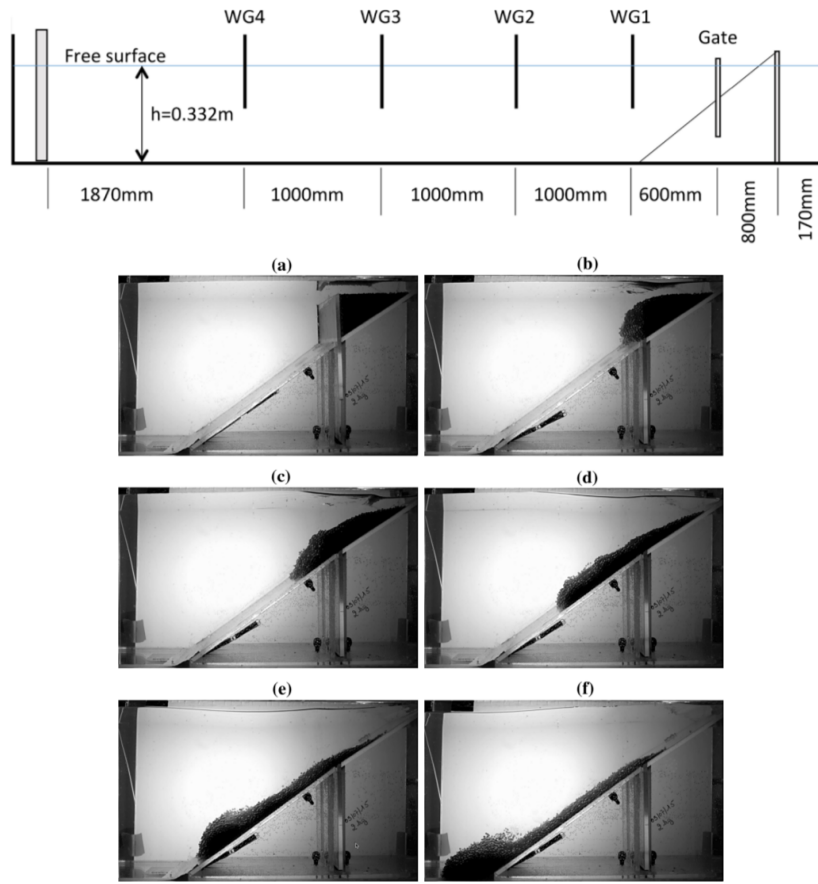 WG4 WG3 WG2 WG1
Gate
Free surface
h=0.332m
1870mm 1000mm 1000mm 1000mm 600mm 800mm 170mm
(a) (b)
(c) (d)
(e) (f)